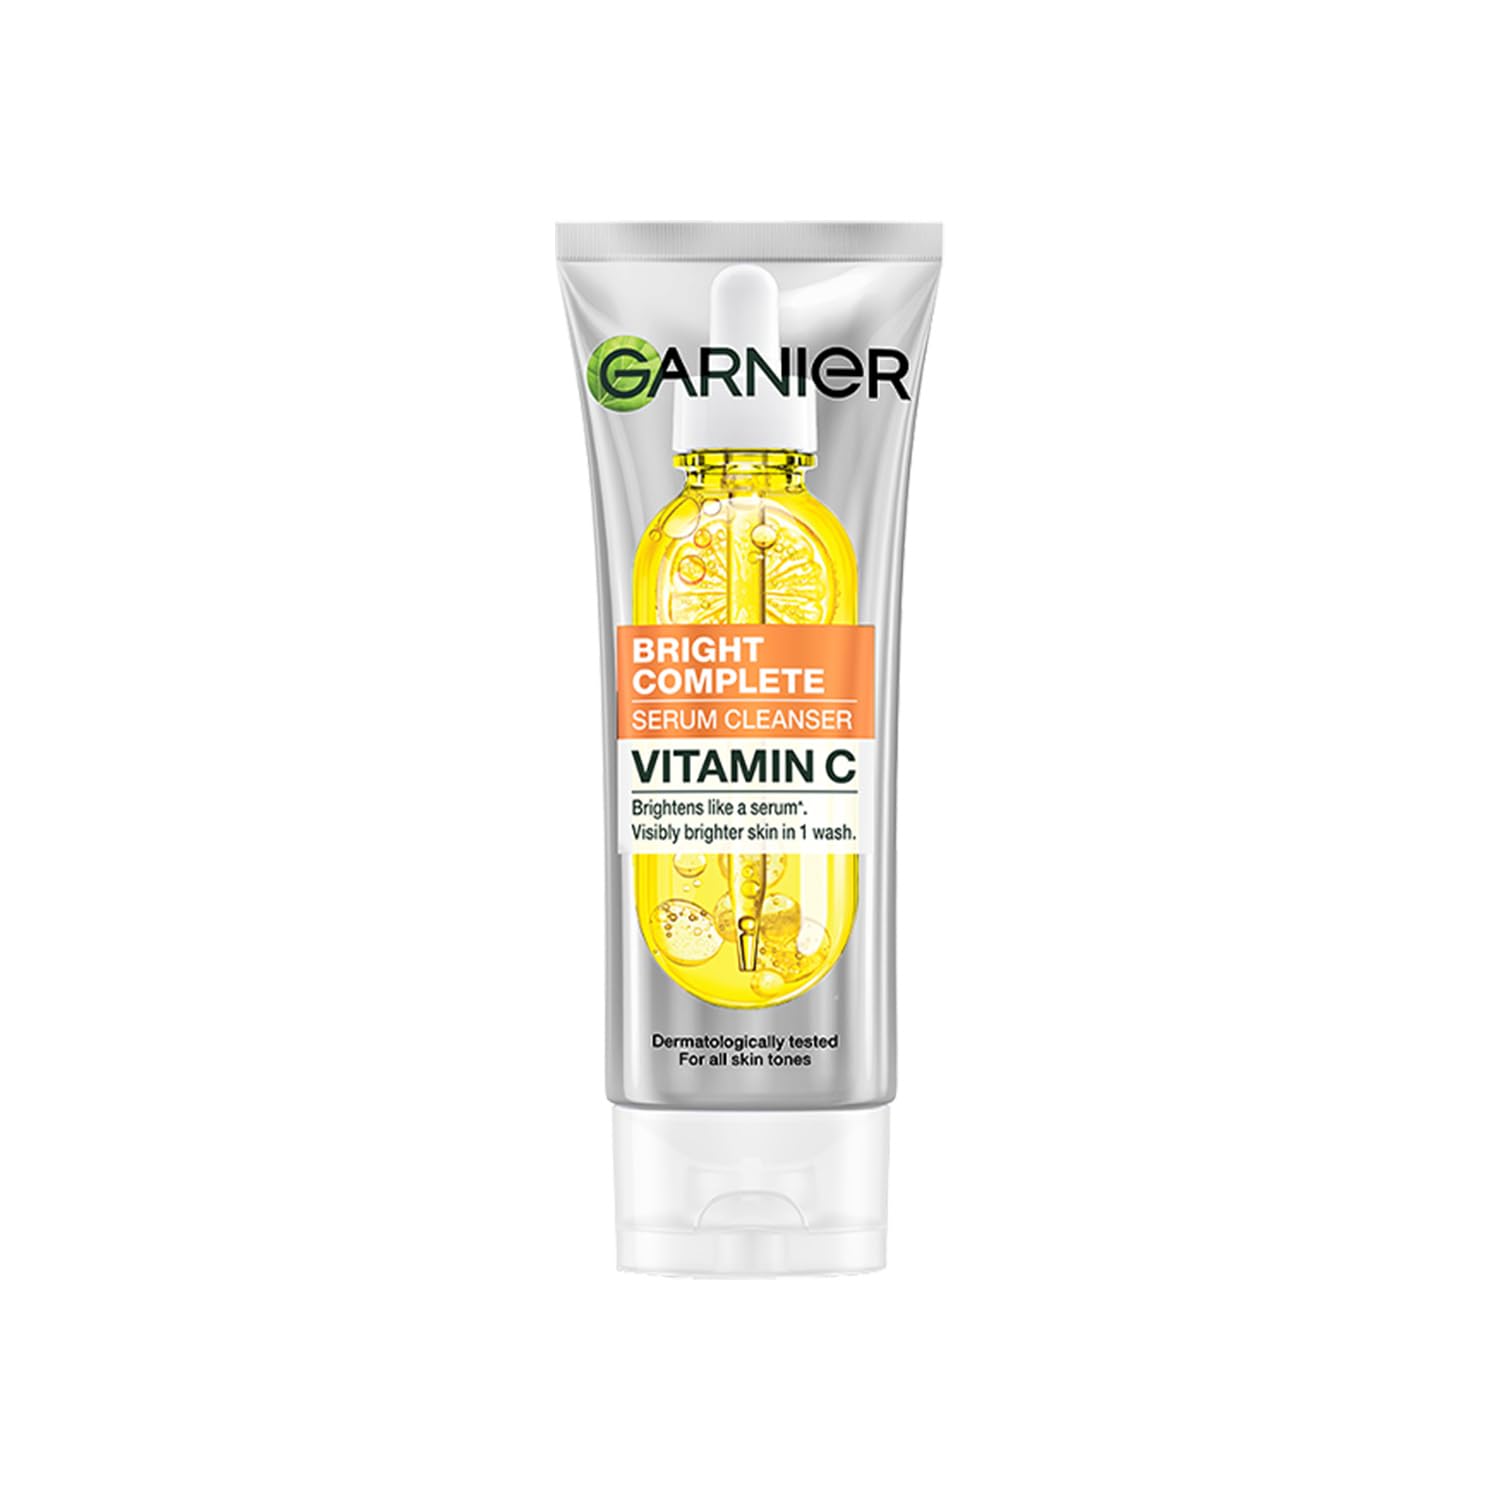 GARNIER
BRIGHT
COMPLETE
SERUM CLEANSER
VITAMIN C
Brightens like a serum*.
Visibly brighter skin in 1 wash.
Dermatologically tested
For all skin tones